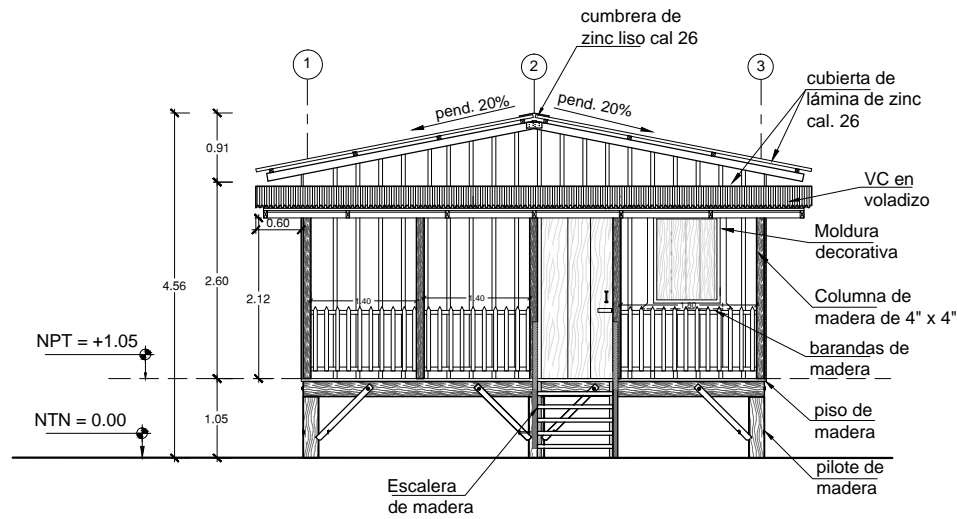 cumbrera de
zinc liso cal 26
1
2
3
pend. 20%
pend. 20%
cubierta de
lámina de zinc
cal. 26
0.91
VC en
voladizo
0.60
Moldura
decorativa
4.56
2.60
2.12
1.40
1.40
Columna de
madera de 4" x 4"
NPT = +1.05
barandas de
madera
NTN = 0.00
1.05
piso de
madera
Escalera
de madera
pilote de
madera